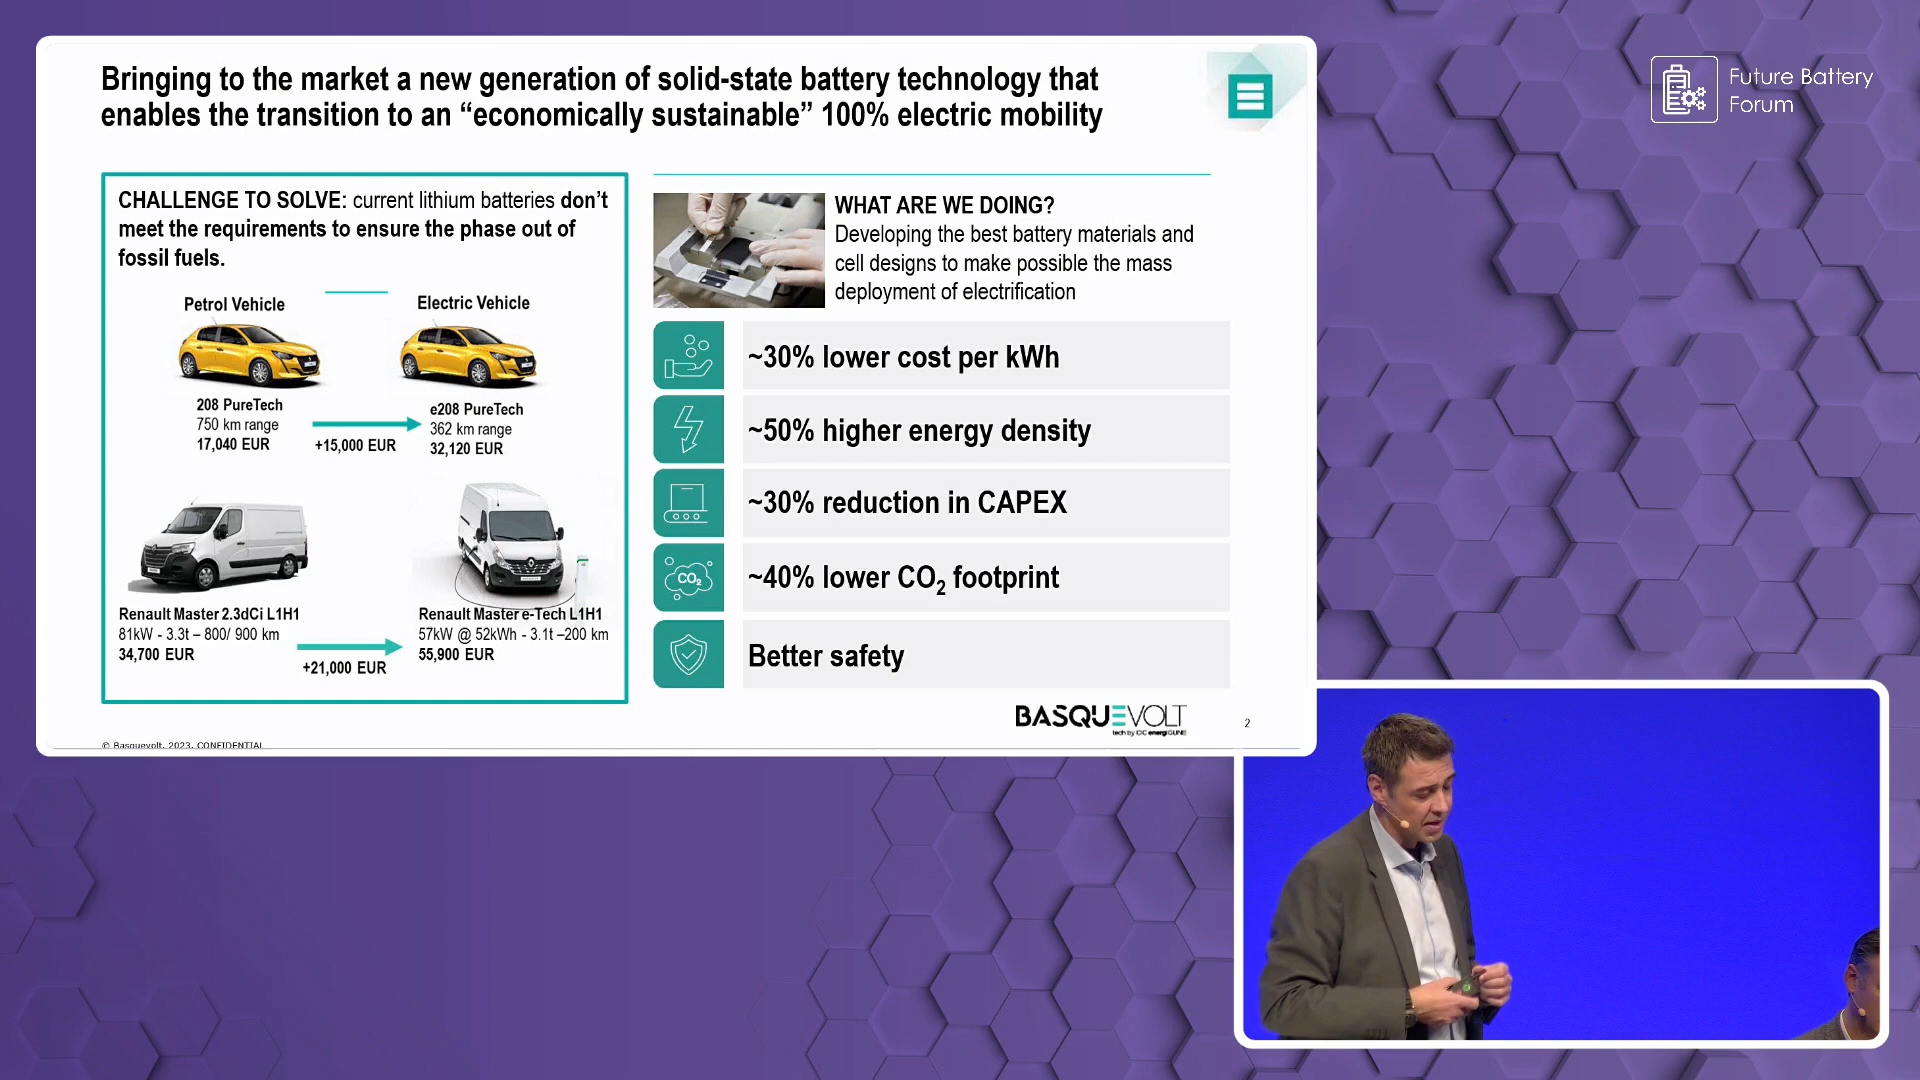 Bringing to the market a new generation of solid-state battery technology that
enables the transition to an “economically sustainable” 100% electric mobility
Future Battery
Forum
CHALLENGE TO SOLVE: current lithium batteries don’t
meet the requirements to ensure the phase out of
fossil fuels.
Petrol Vehicle
Electric Vehicle
208 PureTech
750 km range
17,040 EUR
+15,000 EUR
e208 PureTech
362 km range
32,120 EUR
Renault Master 2.3dCi L1H1
81kW - 3.3t – 800/ 900 km
34,700 EUR
+21,000 EUR
Renault Master e-Tech L1H1
57kW @ 52kWh - 3.1t –200 km
55,900 EUR
WHAT ARE WE DOING?
Developing the best battery materials and
cell designs to make possible the mass
deployment of electrification
~30% lower cost per kWh
~50% higher energy density
~30% reduction in CAPEX
CO2
~40% lower CO2 footprint
Better safety
BASQUEVOLT
tech by CIC energiGUNE
2
© Basquevolt, 2023, CONFIDENTIAL